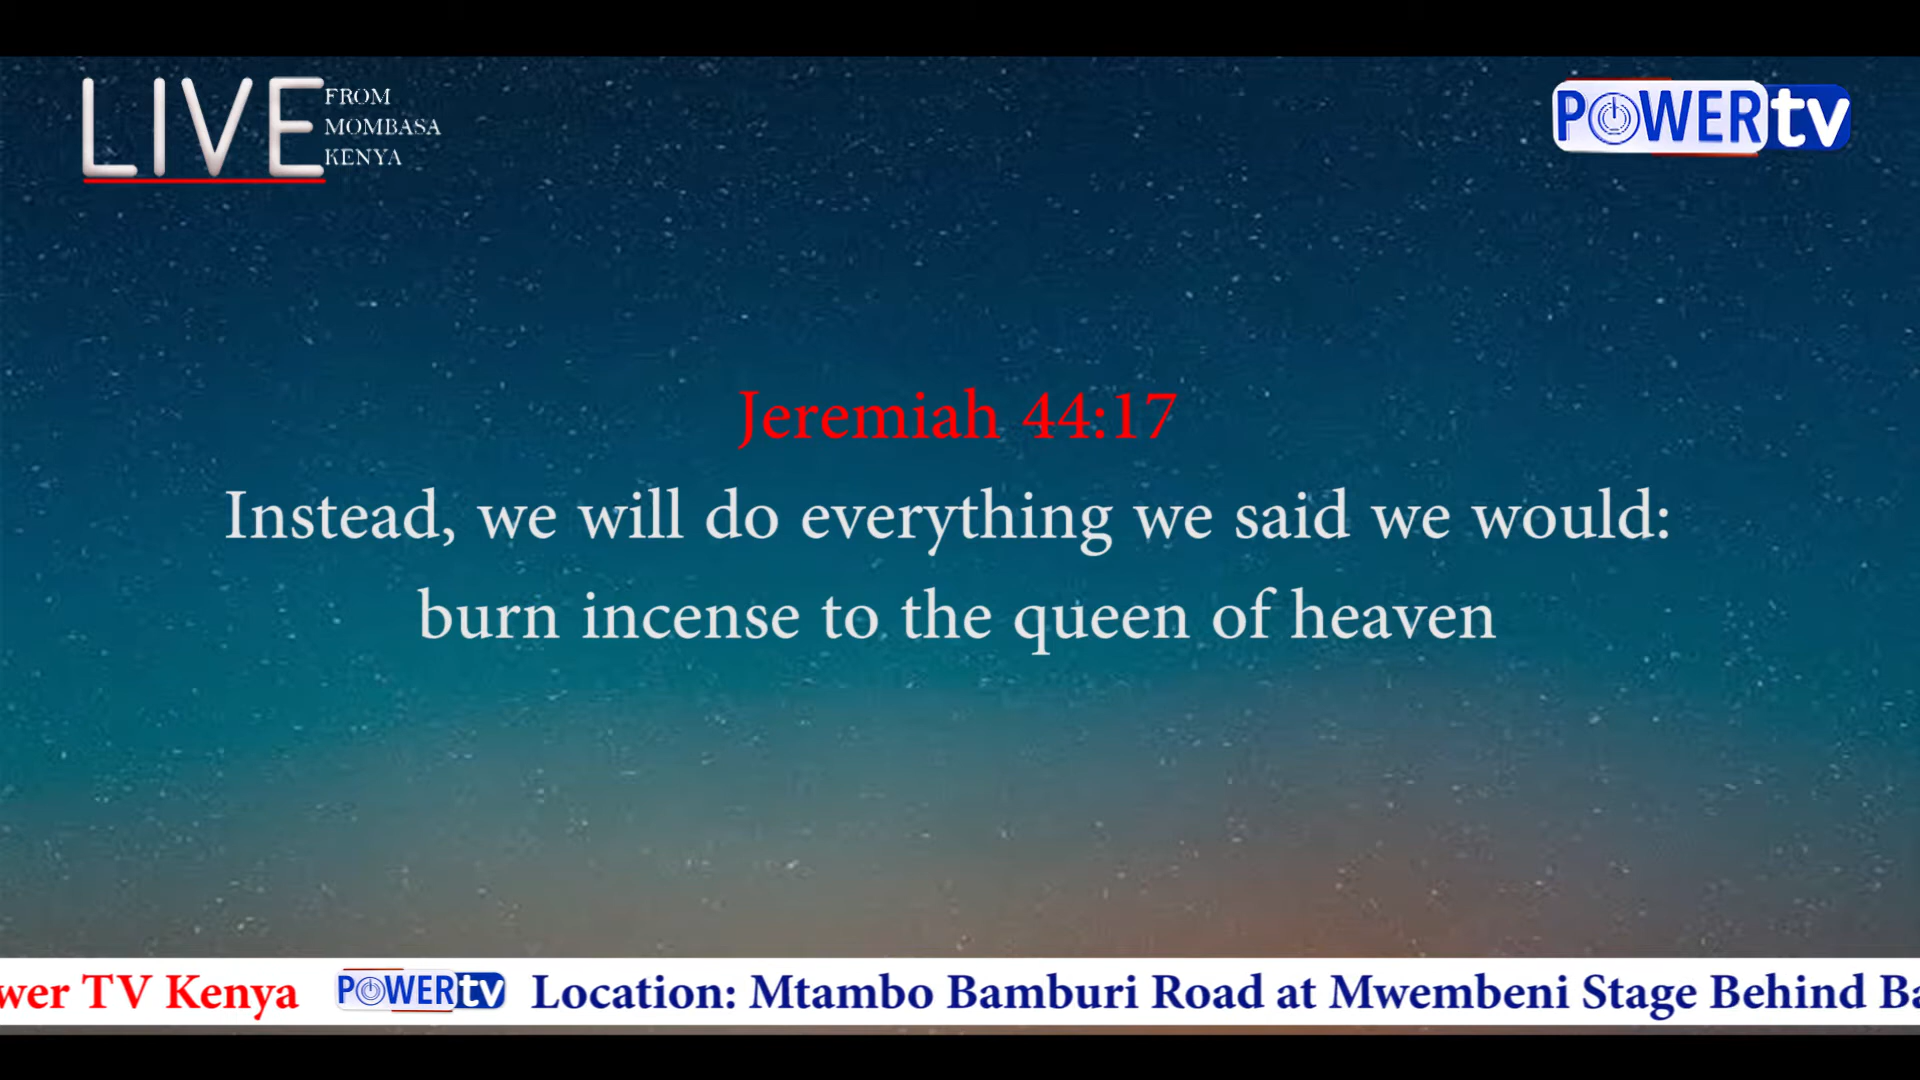 LIVE
FROM
MOMBASA
KENYA
POWERtv
Jeremiah 44:17
Instead, we will do everything we said we would:
burn incense to the queen of heaven
wer TV Kenya POWERtv Location: Mtambo Bamburi Road at Mwembeni Stage Behind Ba